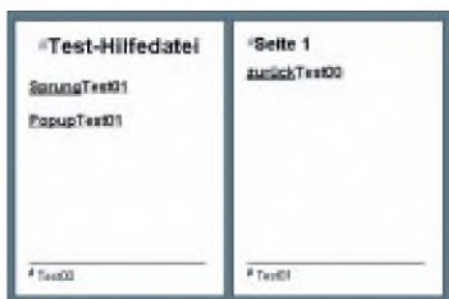 #Test-Hilfedatei
SprungTest01
PopupTest01
# Test00
#Seite 1
zurückTest00
# Test01